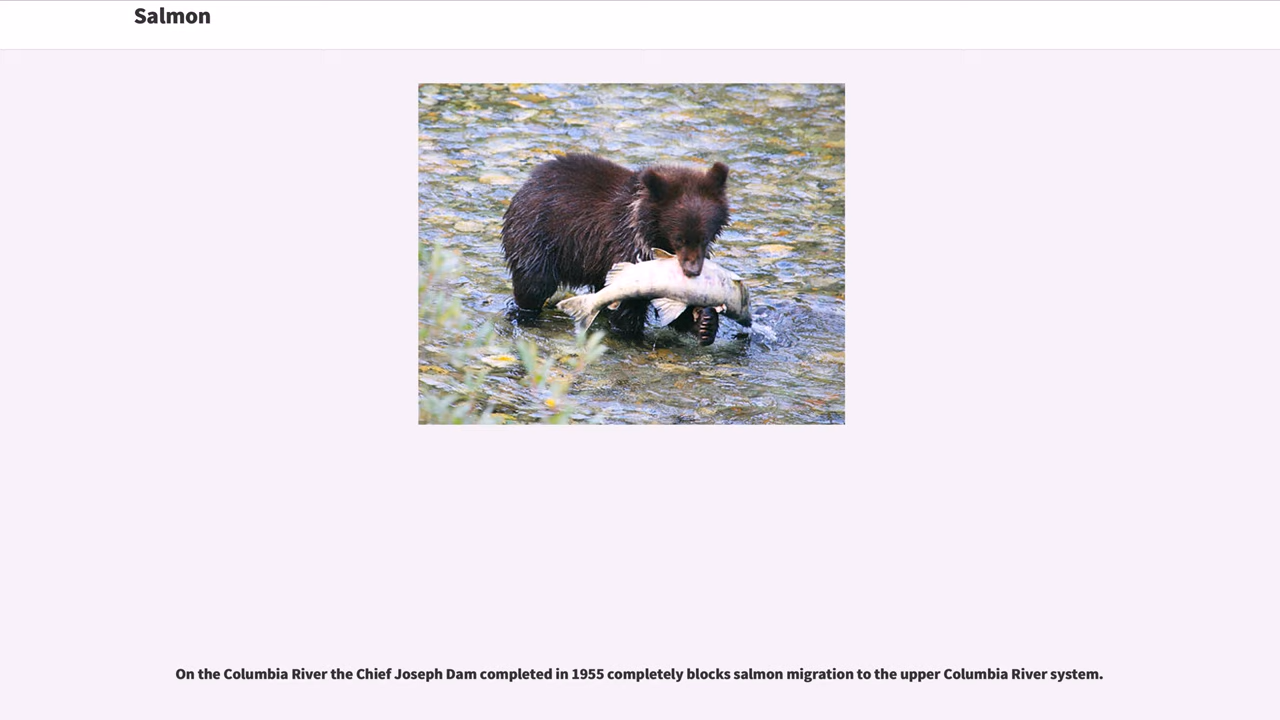 Salmon
On the Columbia River the Chief Joseph Dam completed in 1955 completely blocks salmon migration to the upper Columbia River system.